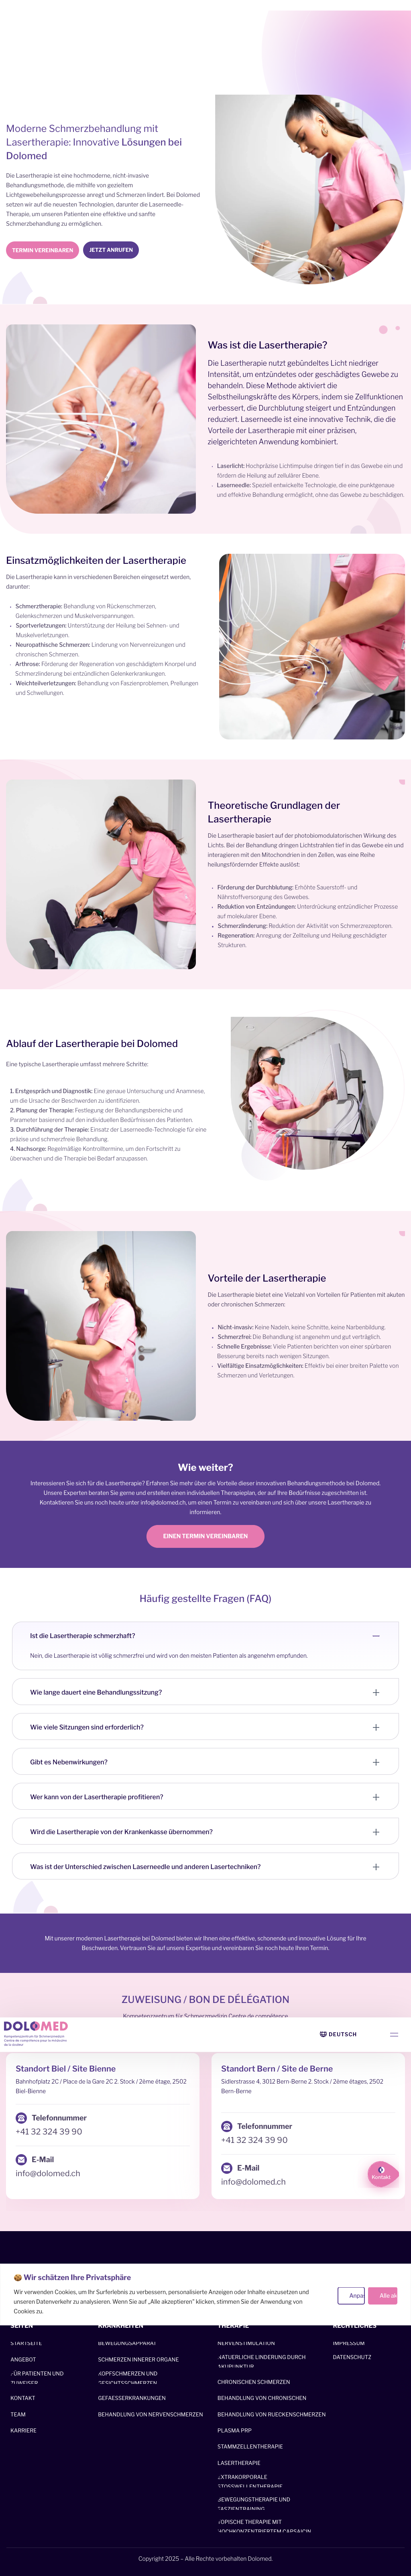 Moderne Schmerzbehandlung mit
Lasertherapie: Innovative Lösungen bei
Dolomed
Die Lasertherapie ist eine hochmoderne, nicht-invasive
Behandlungsmethode, die mithilfe von gezieltem
Lichtgewebeheilungsprozesse anregt und Schmerzen lindert. Bei Dolomed
setzen wir auf die neuesten Technologien, darunter die Laserneedle-
Therapie, um unseren Patienten eine effektive und sanfte
Schmerzbehandlung zu ermöglichen.
TERMIN VEREINBAREN
JETZT ANRUFEN
Was ist die Lasertherapie?
Die Lasertherapie nutzt gebündeltes Licht niedriger
Intensität, um entzündetes oder geschädigtes Gewebe zu
behandeln. Diese Methode aktiviert die
Selbstheilungskräfte des Körpers, indem sie Zellfunktionen
verbessert, die Durchblutung steigert und Entzündungen
reduziert. Laserneedle ist eine innovative Technik, die die
Vorteile der Lasertherapie mit einer präzisen,
zielgerichteten Anwendung kombiniert.
Laserlicht: Hochpräzise Lichtimpulse dringen tief in das Gewebe ein und
fördern die Heilung auf zellulärer Ebene.
Laserneedle: Speziell entwickelte Technologie, die eine punktgenaue
und effektive Behandlung ermöglicht, ohne das Gewebe zu beschädigen.
Einsatzmöglichkeiten der Lasertherapie
Die Lasertherapie kann in verschiedenen Bereichen eingesetzt werden,
darunter:
Schmerztherapie: Behandlung von Rückenschmerzen,
Gelenkschmerzen und Muskelverspannungen.
Sportverletzungen: Unterstützung der Heilung bei Sehnen- und
Muskelverletzungen.
Neuropathische Schmerzen: Linderung von Nervenreizungen und
chronischen Schmerzen.
Arthrose: Förderung der Regeneration von geschädigtem Knorpel und
Schmerzlinderung bei entzündlichen Gelenkerkrankungen.
Weichteilverletzungen: Behandlung von Faszienproblemen, Prellungen
und Schwellungen.
Theoretische Grundlagen der
Lasertherapie
Die Lasertherapie basiert auf der photobiomodulatorischen Wirkung des
Lichts. Bei der Behandlung dringen Lichtstrahlen tief in das Gewebe ein und
interagieren mit den Mitochondrien in den Zellen, was eine Reihe
heilungsfördernder Effekte auslöst:
Förderung der Durchblutung: Erhöhte Sauerstoff- und
Nährstoffversorgung des Gewebes.
Reduktion von Entzündungen: Unterdrückung entzündlicher Prozesse
auf molekularer Ebene.
Schmerzlinderung: Reduktion der Aktivität von Schmerzrezeptoren.
Regeneration: Anregung der Zellteilung und Heilung geschädigter
Strukturen.
Ablauf der Lasertherapie bei Dolomed
Eine typische Lasertherapie umfasst mehrere Schritte:
1. Erstgespräch und Diagnostik: Eine genaue Untersuchung und Anamnese,
um die Ursache der Beschwerden zu identifizieren.
2. Planung der Therapie: Festlegung der Behandlungsbereiche und
Parameter basierend auf den individuellen Bedürfnissen des Patienten.
3. Durchführung der Therapie: Einsatz der Laserneedle-Technologie für eine
präzise und schmerzfreie Behandlung.
4. Nachsorge: Regelmäßige Kontrolltermine, um den Fortschritt zu
überwachen und die Therapie bei Bedarf anzupassen.
Vorteile der Lasertherapie
Die Lasertherapie bietet eine Vielzahl von Vorteilen für Patienten mit akuten
oder chronischen Schmerzen:
Nicht-invasiv: Keine Nadeln, keine Schnitte, keine Narbenbildung.
Schmerzfrei: Die Behandlung ist angenehm und gut verträglich.
Schnelle Ergebnisse: Viele Patienten berichten von einer spürbaren
Besserung bereits nach wenigen Sitzungen.
Vielfältige Einsatzmöglichkeiten: Effektiv bei einer breiten Palette von
Schmerzen und Verletzungen.
Wie weiter?
Interessieren Sie sich für die Lasertherapie? Erfahren Sie mehr über die Vorteile dieser innovativen Behandlungsmethode bei Dolomed.
Unsere Experten beraten Sie gerne und erstellen einen individuellen Therapieplan, der auf Ihre Bedürfnisse zugeschnitten ist.
Kontaktieren Sie uns noch heute unter info@dolomed.ch, um einen Termin zu vereinbaren und sich über unsere Lasertherapie zu
informieren.
EINEN TERMIN VEREINBAREN
Häufig gestellte Fragen (FAQ)
Ist die Lasertherapie schmerzhaft?
Nein, die Lasertherapie ist völlig schmerzfrei und wird von den meisten Patienten als angenehm empfunden.
Wie lange dauert eine Behandlungssitzung?
Wie viele Sitzungen sind erforderlich?
Gibt es Nebenwirkungen?
Wer kann von der Lasertherapie profitieren?
Wird die Lasertherapie von der Krankenkasse übernommen?
Was ist der Unterschied zwischen Laserneedle und anderen Lasertechniken?
Mit unserer modernen Lasertherapie bei Dolomed bieten wir Ihnen eine effektive, schonende und innovative Lösung für Ihre
Beschwerden. Vertrauen Sie auf unsere Expertise und vereinbaren Sie noch heute Ihren Termin.
ZUWEISUNG / BON DE DÉLÉGATION
Kompetenzzentrum für Schmerzmedizin Centre de compétence
DOLOMED
Kompetenzzentrum für Schmerzmedizin
Centre de compétence pour la médecine
de la douleur
DEUTSCH
Standort Biel / Site Bienne
Bahnhofplatz 2C / Place de la Gare 2C 2. Stock / 2ème étage, 2502
Biel-Bienne
Telefonnummer
+41 32 324 39 90
E-Mail
info@dolomed.ch
Standort Bern / Site de Berne
Sidlerstrasse 4, 3012 Bern-Berne 2. Stock / 2ème étages, 2502
Bern-Berne
Telefonnummer
+41 32 324 39 90
E-Mail
info@dolomed.ch
Kontakt
🍪 Wir schätzen Ihre Privatsphäre
Wir verwenden Cookies, um Ihr Surferlebnis zu verbessern, personalisierte Anzeigen oder Inhalte einzusetzen und
unseren Datenverkehr zu analysieren. Wenn Sie auf „Alle akzeptieren" klicken, stimmen Sie der Verwendung von
Cookies zu.
Anpa
Alle ak
SEITEN
STARTSEITE
ANGEBOT
FÜR PATIENTEN UND
ZUWEISER
KONTAKT
TEAM
KARRIERE
KRANKHEITEN
BEWEGUNGSAPPARAT
SCHMERZEN INNERER ORGANE
KOPFSCHMERZEN UND
GESICHTSSCHMERZEN
GEFAESSERKRANKUNGEN
BEHANDLUNG VON NERVENSCHMERZEN
THERAPIE
NERVENSTIMULATION
NATUERLICHE LINDERUNG DURCH
AKUPUNKTUR
CHRONISCHEN SCHMERZEN
BEHANDLUNG VON CHRONISCHEN
BEHANDLUNG VON RUECKENSCHMERZEN
PLASMA PRP
STAMMZELLENTHERAPIE
LASERTHERAPIE
EXTRAKORPORALE
STOSSWELLENTHERAPIE
BEWEGUNGSTHERAPIE UND
FASZIENTRAINING
TOPISCHE THERAPIE MIT
HOCHKONZENTRIERTEM CAPSAICIN
RECHTLICHES
IMPRESSUM
DATENSCHUTZ
Copyright 2025 – Alle Rechte vorbehalten Dolomed.